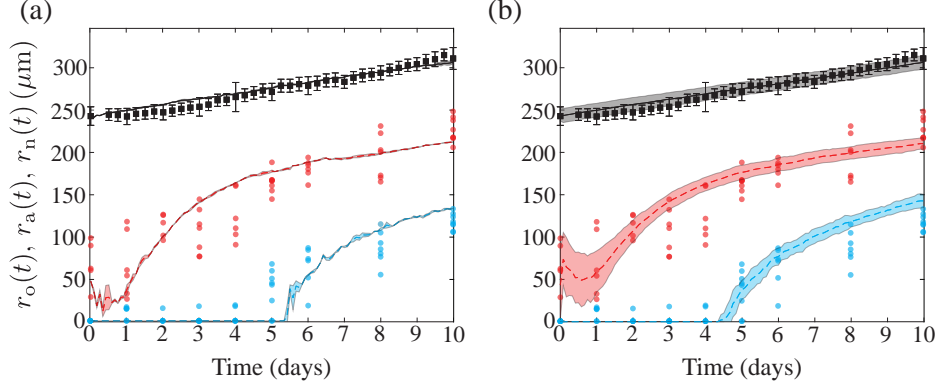 (a) (b)
r_o(t), r_a(t), r_n(t) (μm)
300 300
250 250
200 200
150 150
100 100
50 50
0 0
0 1 2 3 4 5 6 7 8 9 10 0 1 2 3 4 5 6 7 8 9 10
Time (days) Time (days)